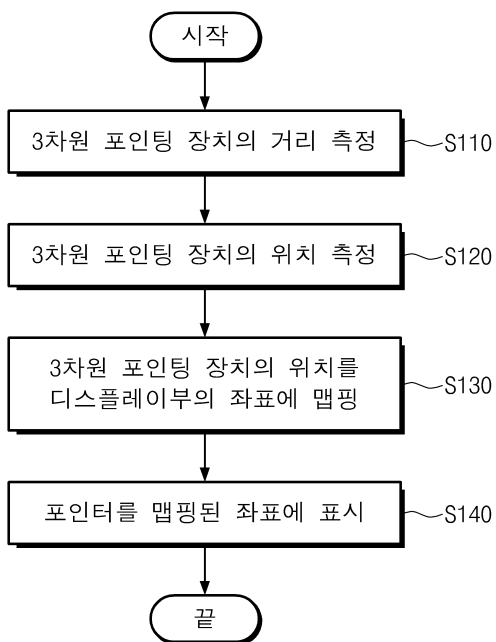 시작
3차원 포인팅 장치의 거리 측정
S110
3차원 포인팅 장치의 위치 측정
S120
3차원 포인팅 장치의 위치를
디스플레이부의 좌표에 맵핑
S130
포인터를 맵핑된 좌표에 표시
S140
끝